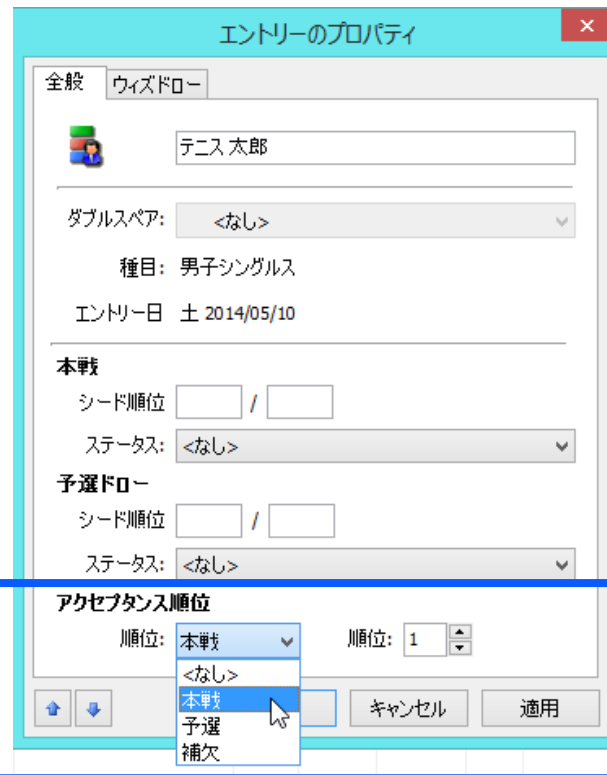 エントリーのプロパティ
全般 ウィズドロー
テニス 太郎
ダブルスペア: <なし>
種目: 男子シングルス
エントリー日 土 2014/05/10
本戦
シード順位 /
ステータス: <なし>
予選ドロー
シード順位 /
ステータス: <なし>
アクセプタンス順位
順位: 本戦 順位: 1
<なし>
本戦
予選
補欠
キャンセル 適用